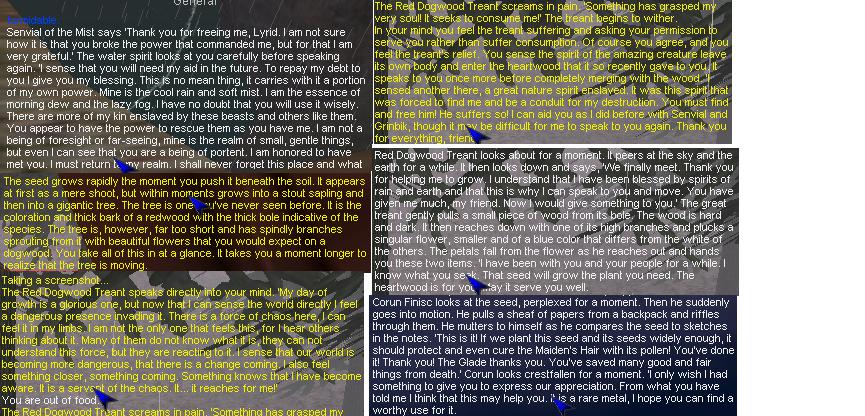 General
Senvial of the Mist says 'Thank you for freeing me, Lyrid. I am not sure
how it is that you broke the power that commanded me, but for that I am
very grateful.' The water spirit looks at you carefully before speaking
again. 'I sense that you will need my aid in the future. To repay my debt to
you I give you my blessing. This is no mean thing, it carries with it a portion
of my own power. Mine is the cool rain and soft mist. I am the essence of
morning dew and the lazy fog. I have no doubt that you will use it wisely.
There are more of my kin enslaved by these beasts and others like them.
You appear to have the power to rescue them as you have me. I am not a
being of foresight or far-seeing, mine is the realm of small, gentle things,
but even I can see that you are a being of portent. I am honored to have
met you. I must return to my realm. I shall never forget this place and what
The seed grows rapidly the moment you push it beneath the soil. It appears
at first as a mere shoot, but within moments grows into a stout sapling and
then into a gigantic tree. The tree is one you've never seen before. It is the
coloration and thick bark of a redwood with the thick bole indicative of the
species. The tree is, however, far too short and has spindly branches
sprouting from it with beautiful flowers that you would expect on a
dogwood. You take all of this in at a glance. It takes you a moment longer to
realize that the tree is moving.
Taking a screenshot...
The Red Dogwood Treant speaks directly into your mind. 'My day of
growth is a glorious one, but now that I can sense the world directly I feel
a dangerous presence invading it. There is a force of chaos here, I can
feel it in my limbs. I am not the only one that feels this, for I hear others
thinking about it. Many of them do not know what it is, they can not
understand this force, but they are reacting to it. I sense that our world is
becoming more dangerous, that there is a change coming. I also feel
something closer, something coming. Something knows that I have become
aware. It is a servant of the chaos. It... it reaches for me!'
You are out of food
The Red Dogwood Treant screams in pain. 'Something has grasped my
The Red Dogwood Treant screams in pain. 'Something has grasped my
very soul! It seeks to consume me!' The treant begins to wither.
In your mind you feel the treant suffering and asking your permission to
serve you rather than suffer consumption. Of course you agree, and you
feel the treant's relief. You sense the spirit of the amazing creature leave
its own body and enter the heartwood that it so recently gave to you. It
speaks to you once more before completely merging with the wood. 'I
sensed another there, a great nature spirit enslaved. It was this spirit that
was forced to find me and be a conduit for my destruction. You must find
and free him! He suffers so! I can aid you as I did before with Senvial and
Grinbik, though it may be difficult for me to speak to you again. Thank you
for everything, friend.
Red Dogwood Treant looks about for a moment. It peers at the sky and the
earth for a while. It then looks down and says, 'We finally meet. Thank you
for helping me to grow. I understand that I have been blessed by spirits of
rain and earth and that this is why I can speak to you and move. You have
given me much, my friend. Now I would give something to you.' The great
treant gently pulls a small piece of wood from its bole. The wood is hard
and dark. It then reaches down with one of its high branches and plucks a
singular flower, smaller and of a blue color that differs from the white of
the others. The petals fall from the flower as he reaches out and hands
you these two items. 'I have been with you and your people for a while. I
know what you seek. That seed will grow the plant you need. The
heartwood is for you, may it serve you well.
Corun Finisc looks at the seed, perplexed for a moment. Then he suddenly
goes into motion. He pulls a sheaf of papers from a backpack and riffles
through them. He mutters to himself as he compares the seed to sketches
in the notes. 'This is it! If we plant this seed and its seeds widely enough, it
should protect and even cure the Maiden's Hair with its pollen! You've done
it! Thank you! The Glade thanks you. You've saved many good and fair
things from death.' Corun looks crestfallen for a moment. 'I only wish I had
something to give you to express our appreciation. From what you have
told me I think that this may help you. It is a rare metal, I hope you can find a
worthy use for it.